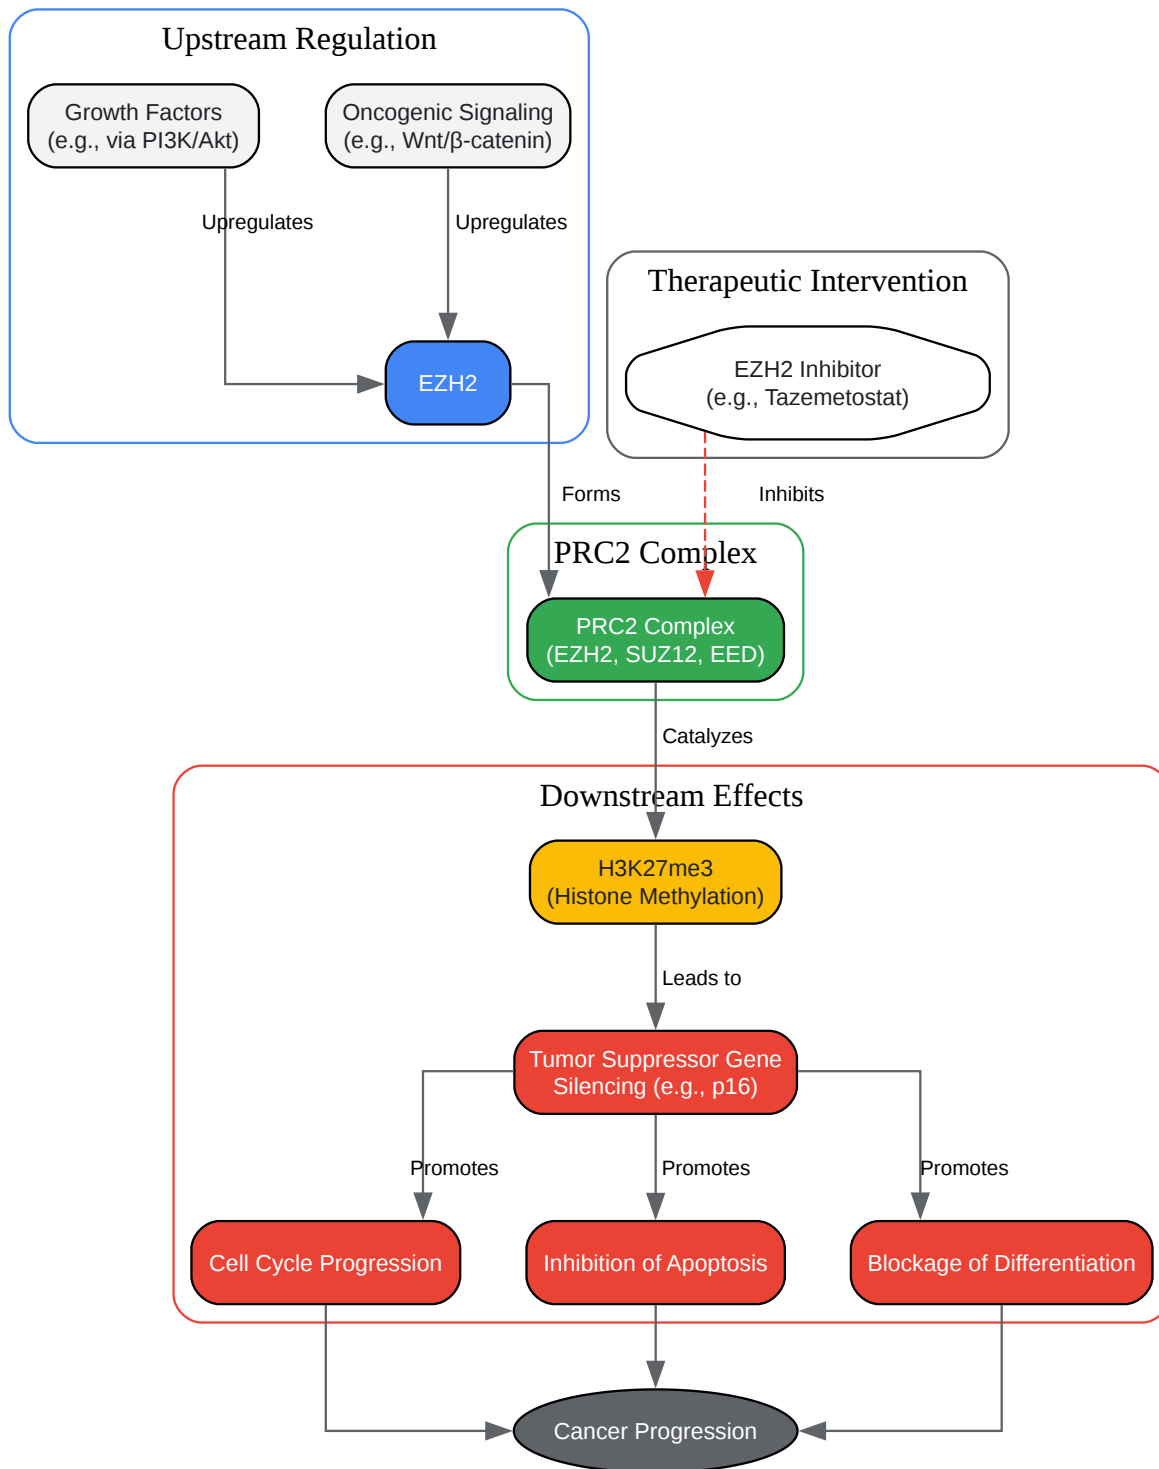 Upstream Regulation
Growth Factors
(e.g., via PI3K/Akt)
Oncogenic Signaling
(e.g., Wnt/β-catenin)
Upregulates
Upregulates
Therapeutic Intervention
EZH2 Inhibitor
(e.g., Tazemetostat)
EZH2
Forms
Inhibits
PRC2 Complex
PRC2 Complex
(EZH2, SUZ12, EED)
Catalyzes
Downstream Effects
H3K27me3
(Histone Methylation)
Leads to
Tumor Suppressor Gene
Silencing (e.g., p16)
Promotes
Promotes
Promotes
Cell Cycle Progression
Inhibition of Apoptosis
Blockage of Differentiation
Cancer Progression